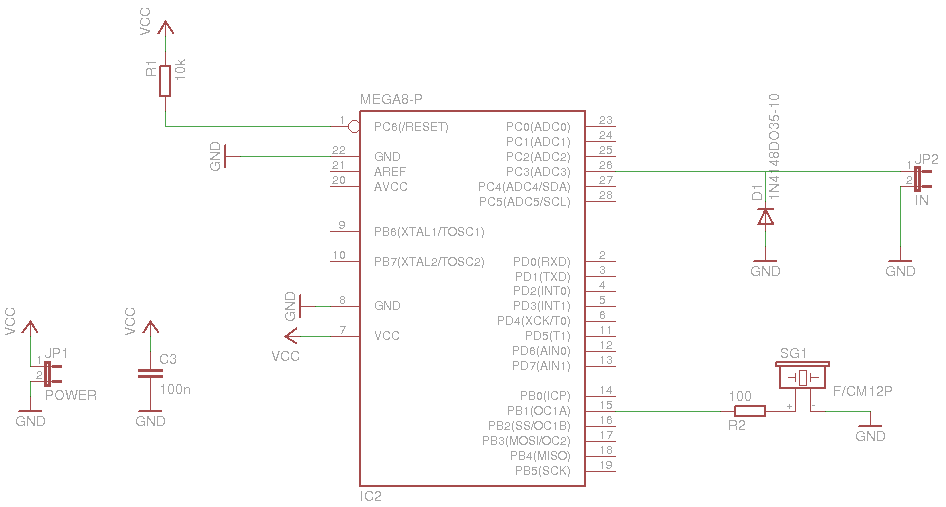 VCC
R1
10k
MEGA8-P
1
PC6(/RESET)
GND
22
GND
21
AREF
20
AVCC
9
PB6(XTAL1/TOSC1)
10
PB7(XTAL2/TOSC2)
GND
8
GND
7
VCC
VCC
PC0(ADC0)
23
PC1(ADC1)
24
PC2(ADC2)
25
PC3(ADC3)
26
PC4(ADC4/SDA)
27
PC5(ADC5/SCL)
28
PD0(RXD)
2
PD1(TXD)
3
PD2(INT0)
4
PD3(INT1)
5
PD4(XCK/T0)
6
PD5(T1)
11
PD6(AIN0)
12
PD7(AIN1)
13
PB0(ICP)
14
PB1(OC1A)
15
PB2(SS/OC1B)
16
PB3(MOSI/OC2)
17
PB4(MISO)
18
PB5(SCK)
19
IC2
D1
1N4148DO35-10
GND
JP2
1
2
IN
GND
VCC
JP1
1
2
POWER
GND
VCC
C3
100n
GND
100
R2
SG1
F/CM12P
+
-
GND